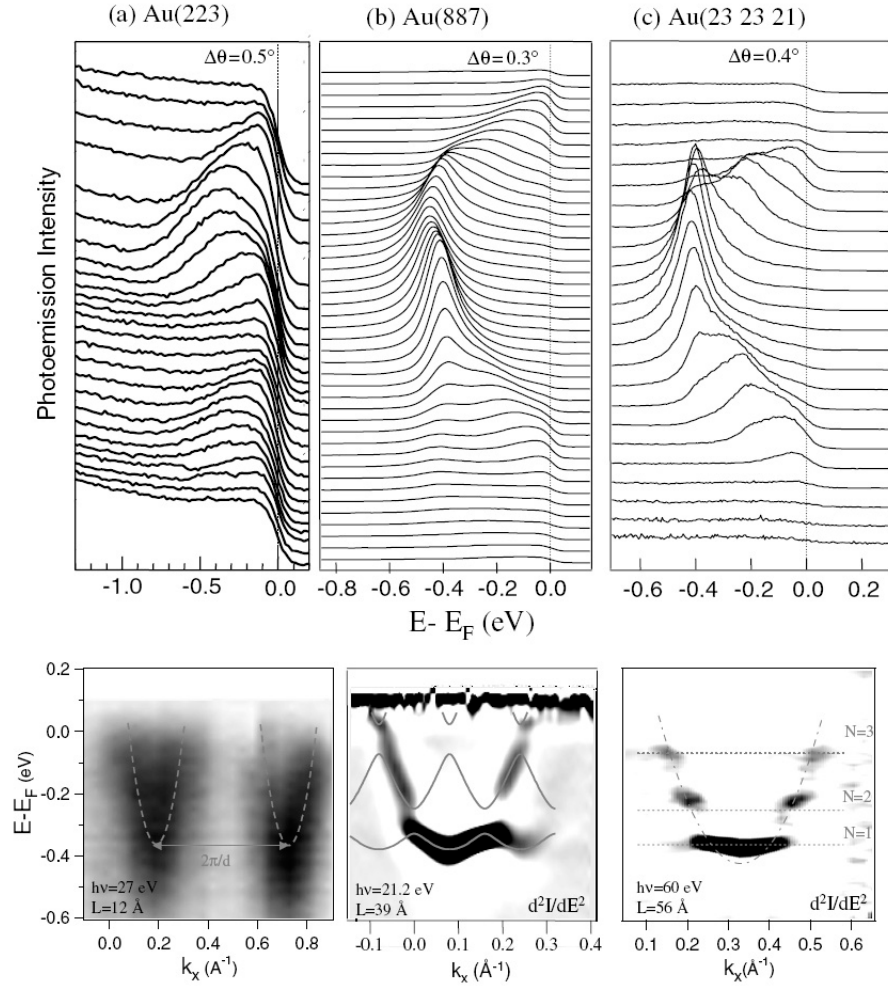 (a) Au(223)
(b) Au(887)
(c) Au(23 23 21)
Δθ=0.5°
Δθ=0.3°
Δθ=0.4°
Photoemission Intensity
-1.0 -0.5 0.0
-0.8 -0.6 -0.4 -0.2 0.0
-0.6 -0.4 -0.2 0.0 0.2
E- E_F (eV)
0.2
0.0
-0.2
-0.4
-0.6
E-E_F (eV)
2π/d
hν=27 eV
L=12 Å
0.0 0.2 0.4 0.6 0.8
k_x (A⁻¹)
hν=21.2 eV
L=39 Å
d²I/dE²
-0.1 0.0 0.1 0.2 0.3 0.4
k_x (Å⁻¹)
N=3
N=2
N=1
hν=60 eV
L=56 Å
d²I/dE²
0.1 0.2 0.3 0.4 0.5 0.6
k_x(Å⁻¹)